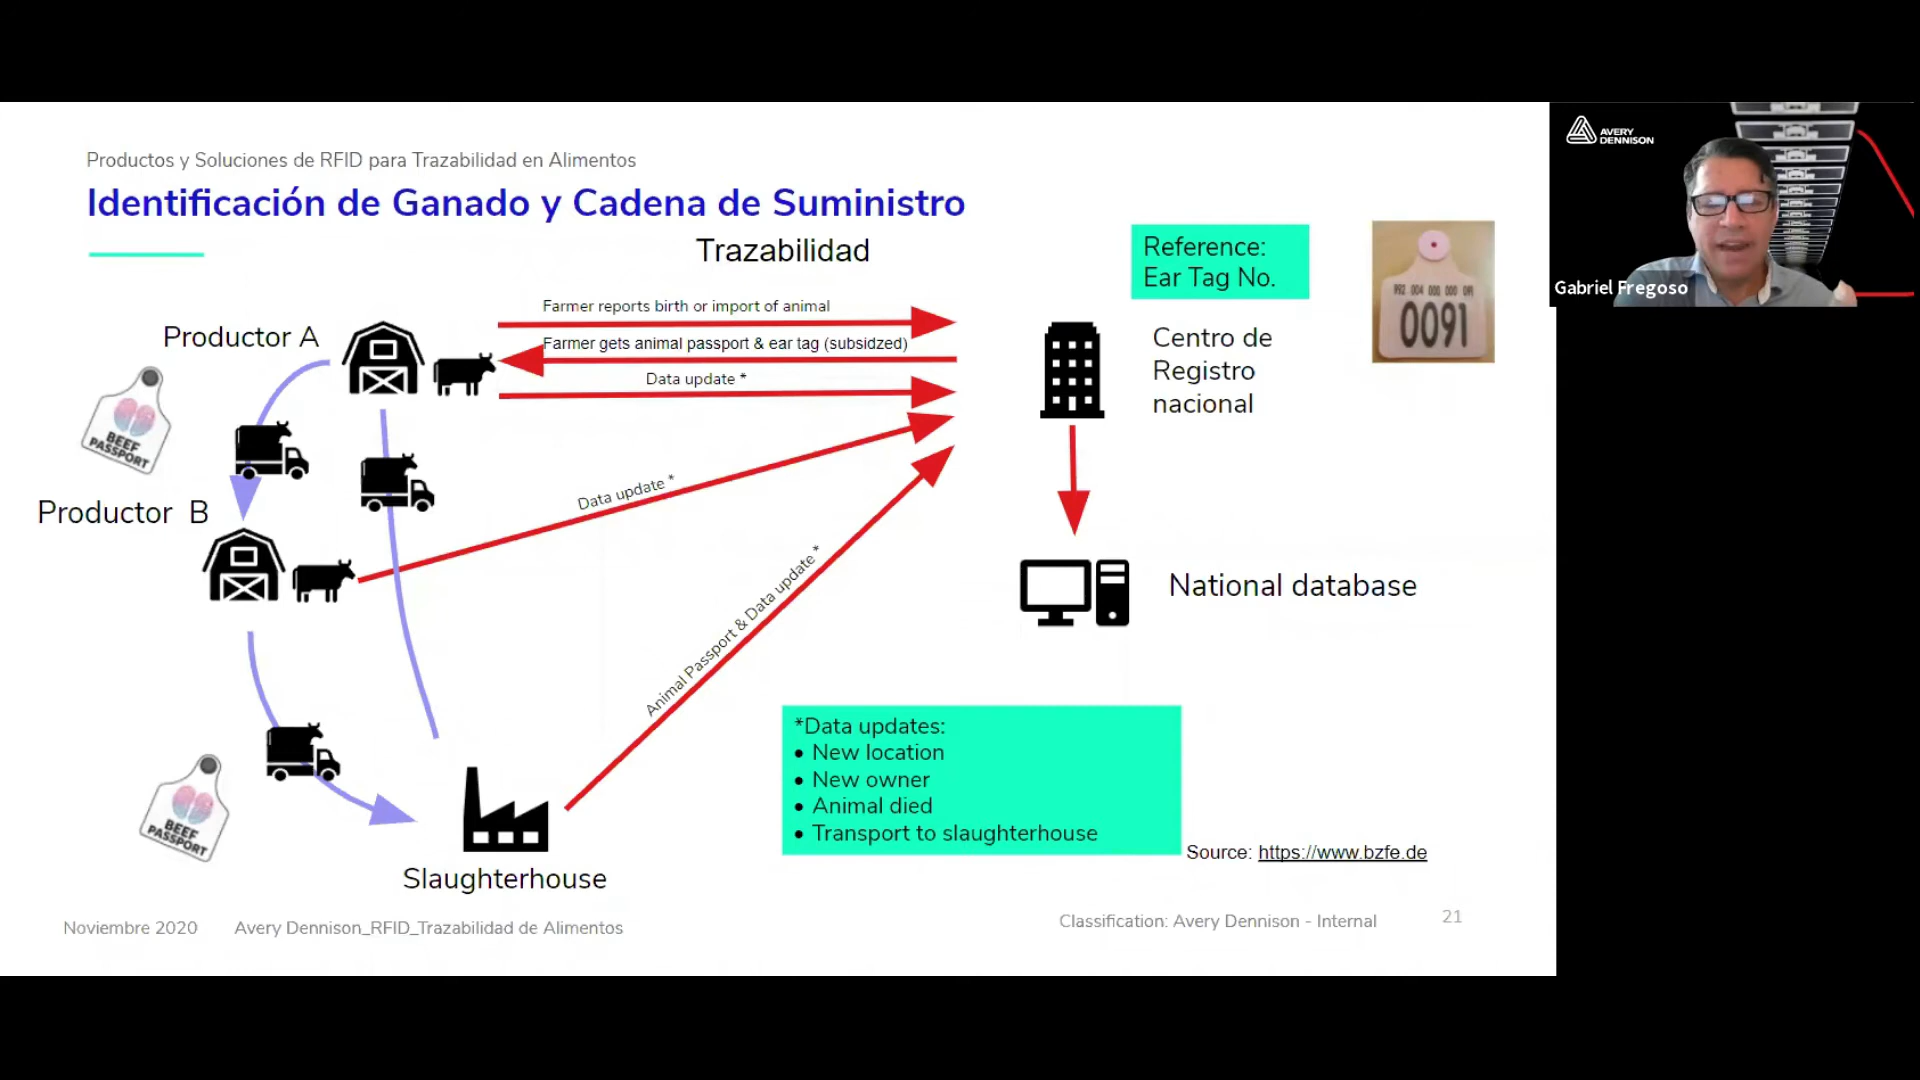 Productos y Soluciones de RFID para Trazabilidad en Alimentos
Identificación de Ganado y Cadena de Suministro
Trazabilidad
Reference:
Ear Tag No.
0091
AVERY
DENNISON
Gabriel Fregoso
Farmer reports birth or import of animal
Farmer gets animal passport & ear tag (subsidzed)
Data update *
Productor A
Centro de
Registro
nacional
BEEF
PASSPORT
Data update *
Productor B
National database
Animal Passport & Data update *
*Data updates:
• New location
• New owner
• Animal died
• Transport to slaughterhouse
BEEF
PASSPORT
Source: https://www.bzfe.de
Slaughterhouse
Noviembre 2020
Avery Dennison_RFID_Trazabilidad de Alimentos
Classification: Avery Dennison - Internal
21